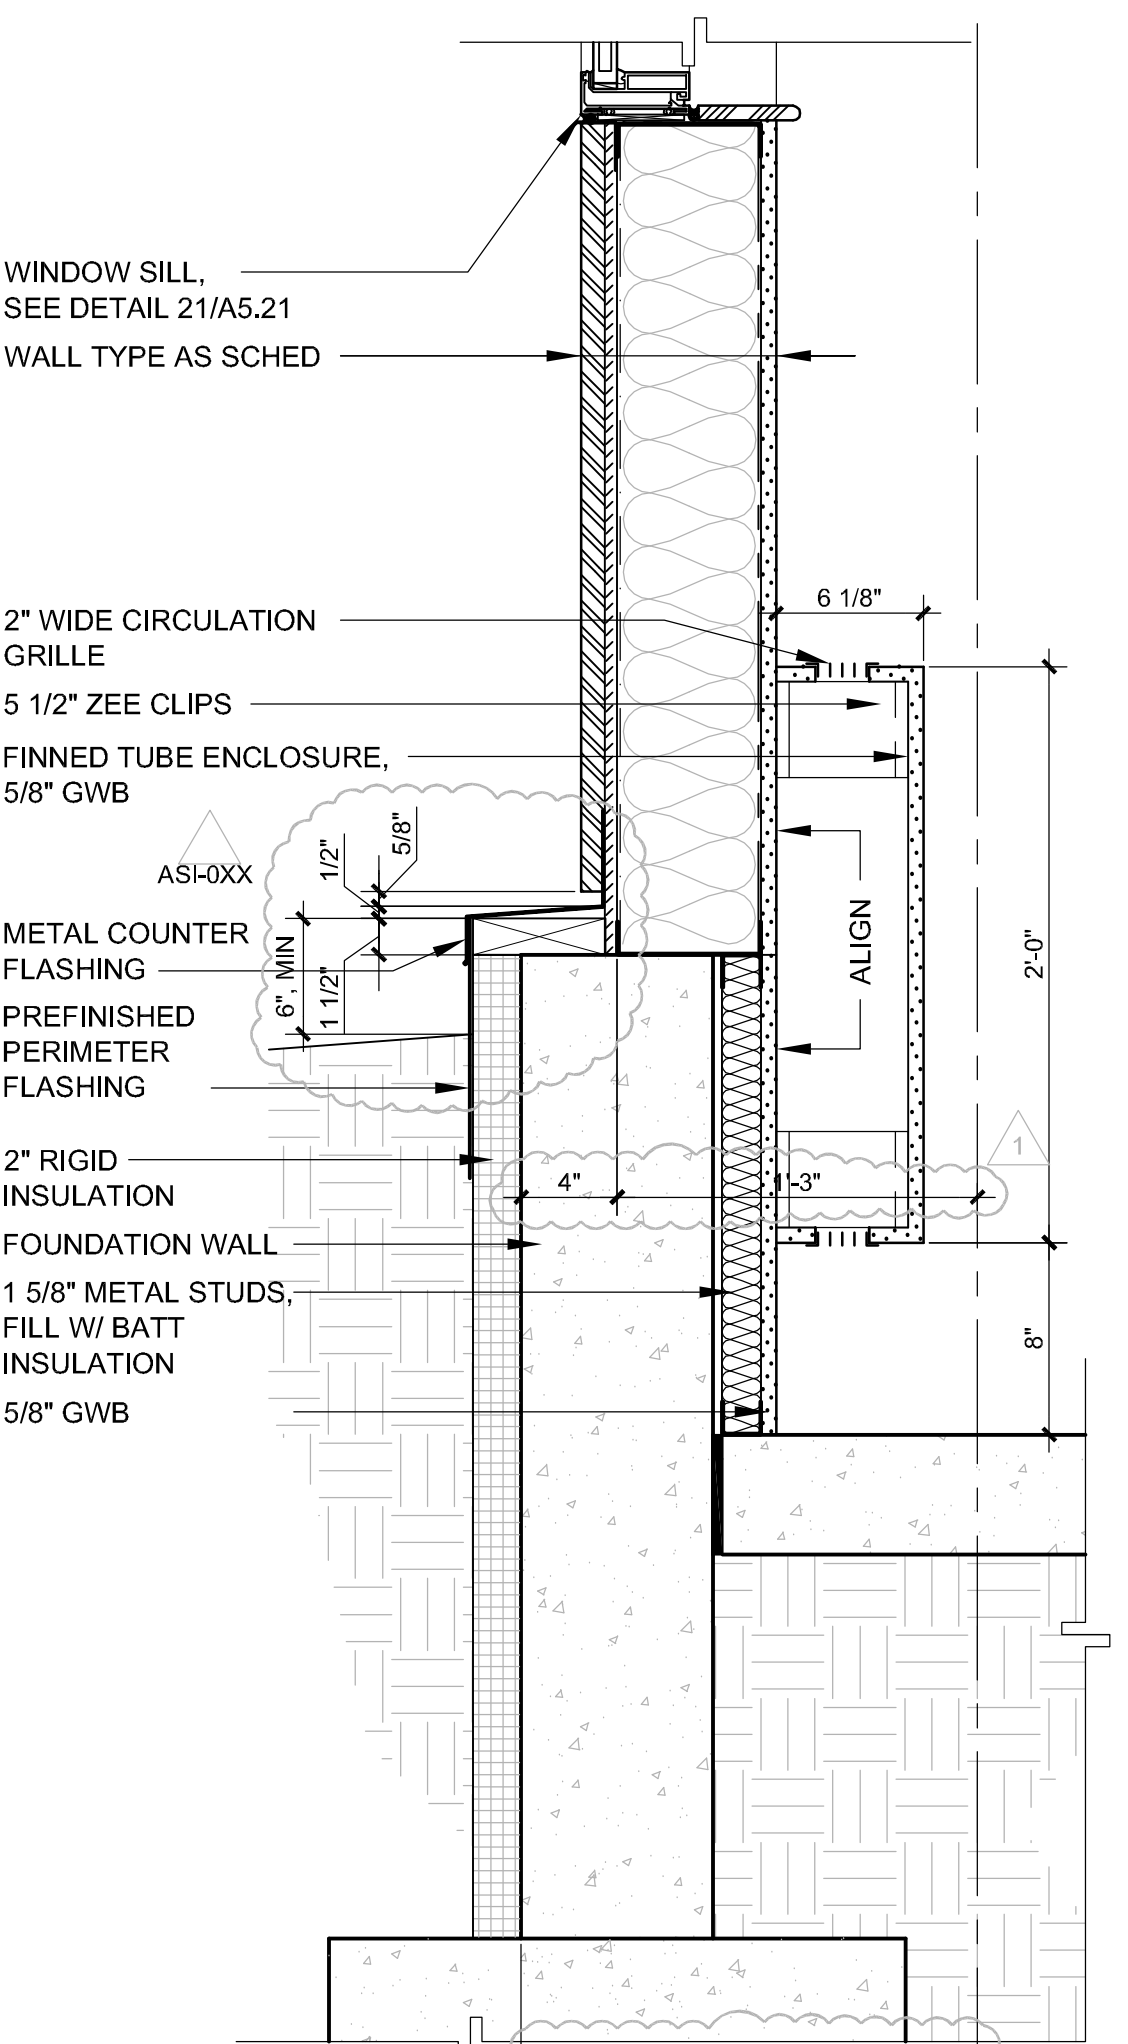 WINDOW SILL,
SEE DETAIL 21/A5.21
WALL TYPE AS SCHED
2" WIDE CIRCULATION
GRILLE
6 1/8"
5 1/2" ZEE CLIPS
FINNED TUBE ENCLOSURE,
5/8" GWB
ASI-0XX
1/2"
5/8"
METAL COUNTER
FLASHING
6", MIN
1 1/2"
ALIGN
2'-0"
PREFINISHED
PERIMETER
FLASHING
2" RIGID
INSULATION
4"
1'-3"
1
FOUNDATION WALL
1 5/8" METAL STUDS,
FILL W/ BATT
INSULATION
8"
5/8" GWB